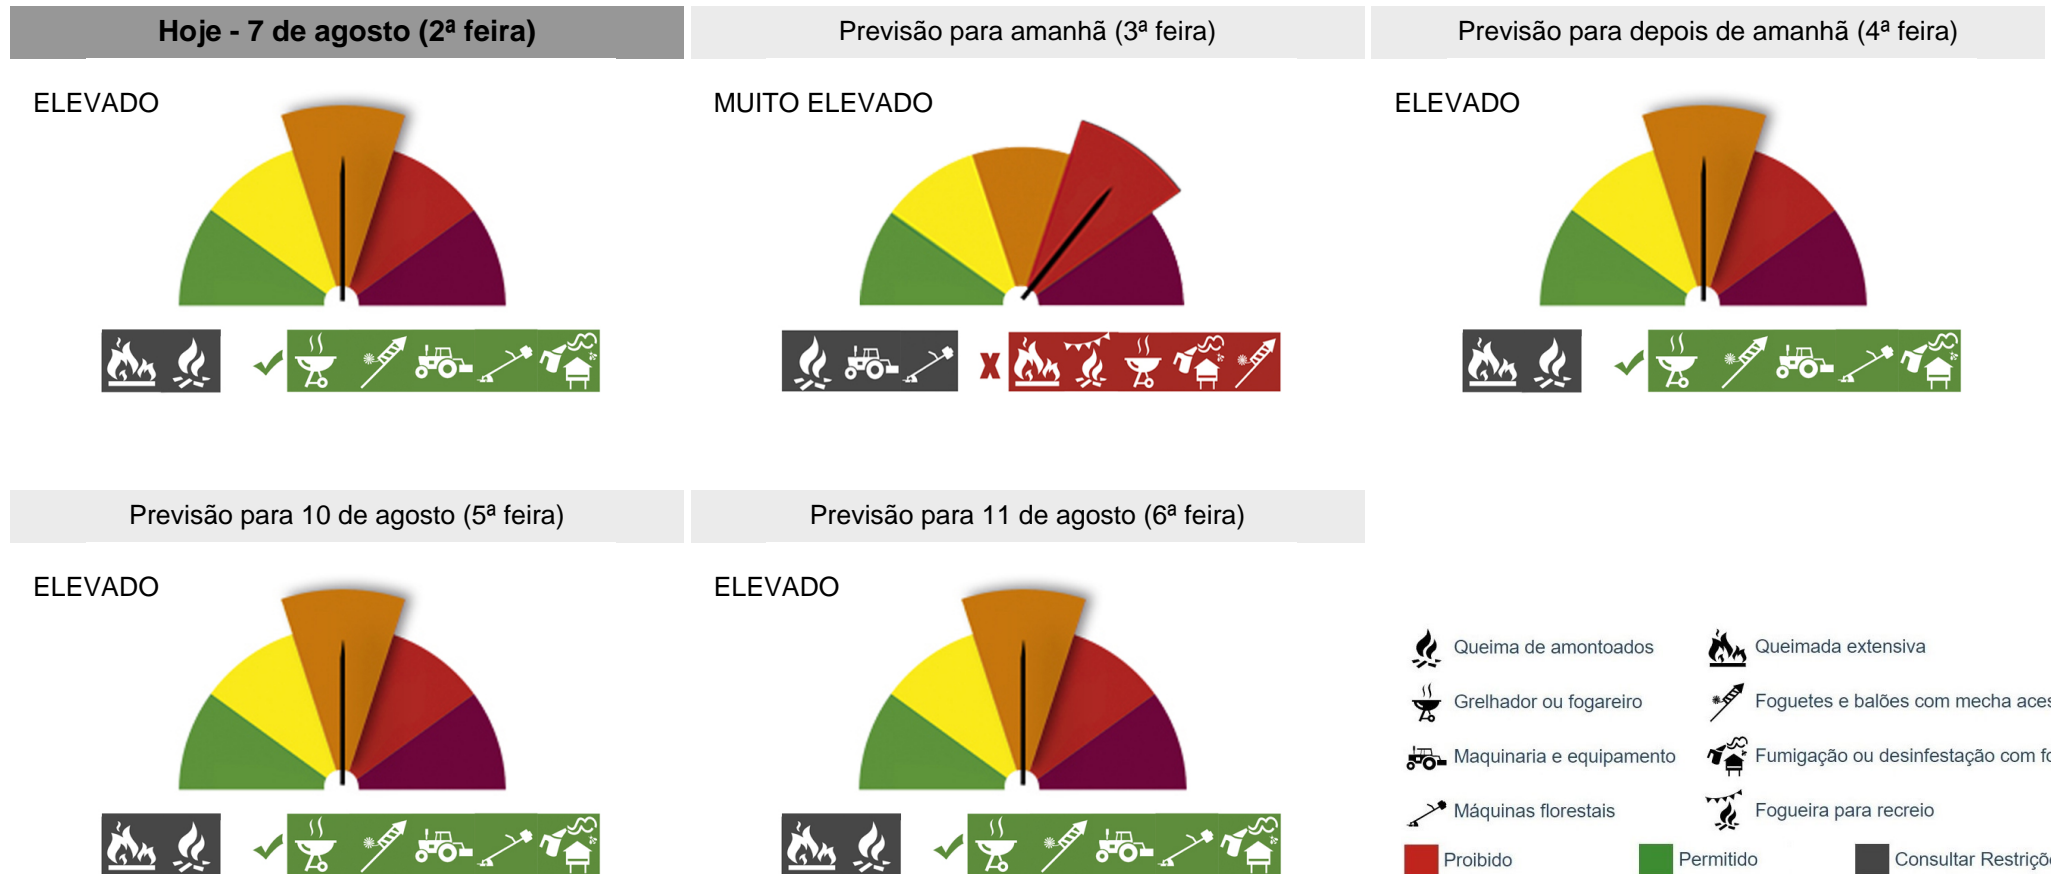 Hoje - 7 de agosto (2ª feira)
Previsão para amanhã (3ª feira)
Previsão para depois de amanhã (4ª feira)
ELEVADO
MUITO ELEVADO
ELEVADO
X
Previsão para 10 de agosto (5ª feira)
Previsão para 11 de agosto (6ª feira)
ELEVADO
ELEVADO
Queima de amontoados
Queimada extensiva
Grelhador ou fogareiro
Foguetes e balões com mecha
Maquinaria e equipamento
Fumigação ou desinfestação com
Máquinas florestais
Fogueira para recreio
Proibido
Permitido
Consultar